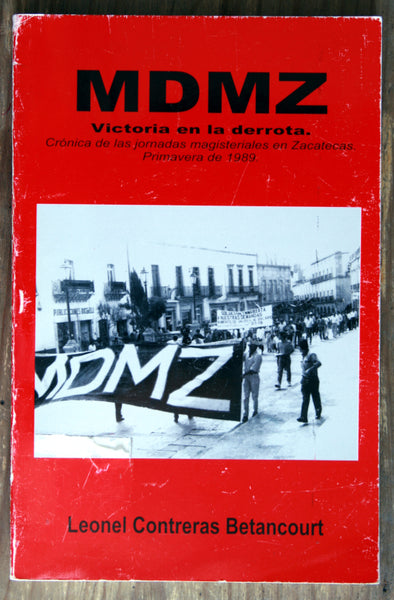 MDMZ
Victoria en la derrota.
Crónica de las jornadas magisteriales en Zacatecas.
Primavera de 1989.
MDMZ
Leonel Contreras Betancourt